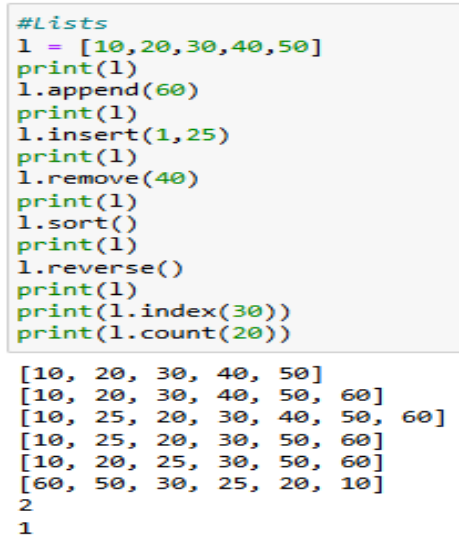 #Lists
l = [10,20,30,40,50]
print(l)
l.append(60)
print(l)
l.insert(1,25)
print(l)
l.remove(40)
print(l)
l.sort()
print(l)
l.reverse()
print(l)
print(l.index(30))
print(l.count(20))
[10, 20, 30, 40, 50]
[10, 20, 30, 40, 50, 60]
[10, 25, 20, 30, 40, 50, 60]
[10, 25, 20, 30, 50, 60]
[10, 20, 25, 30, 50, 60]
[60, 50, 30, 25, 20, 10]
2
1